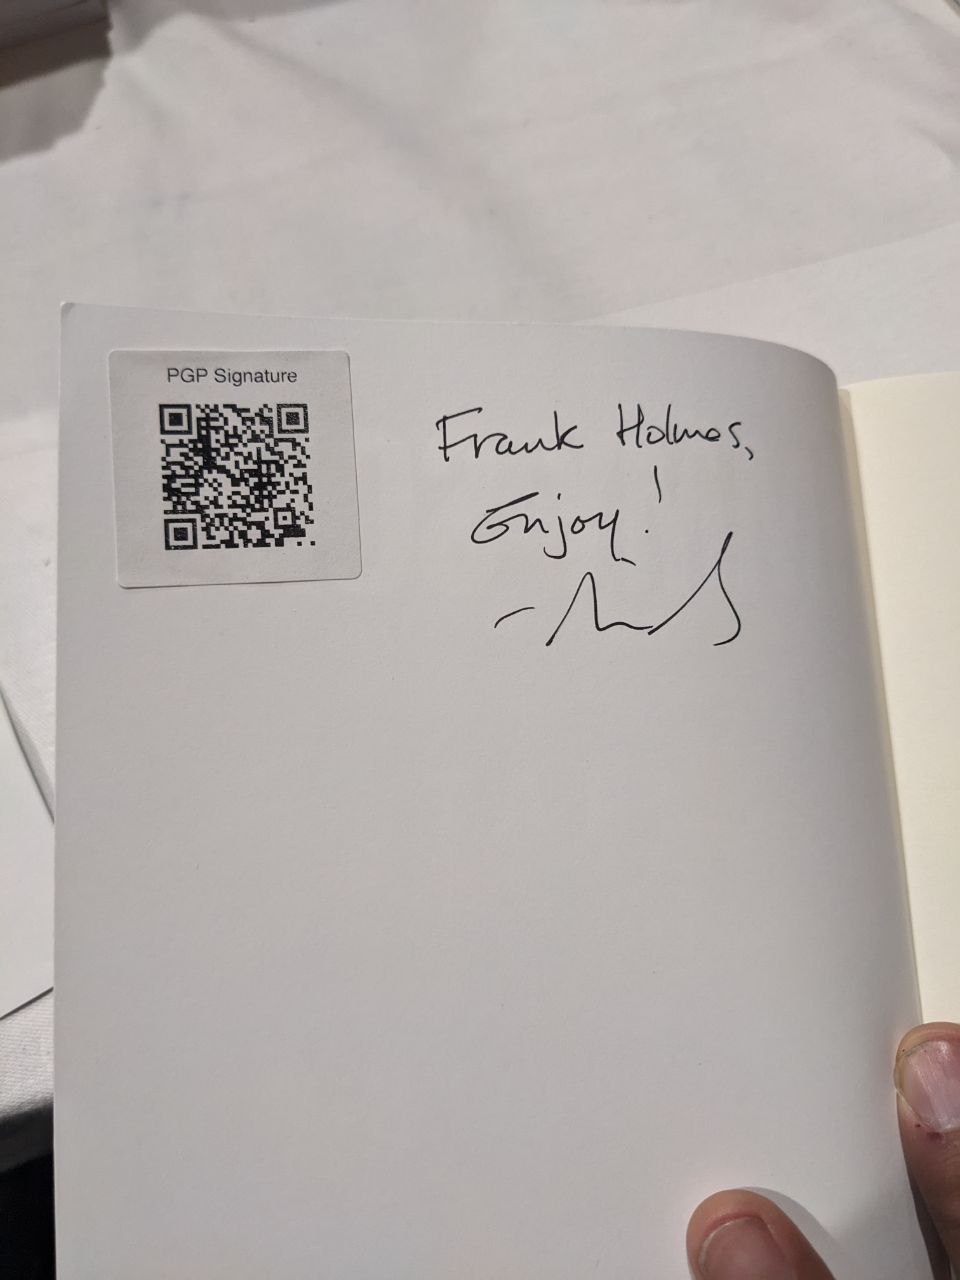 PGP Signature
Frank Holmes,
Enjoy!